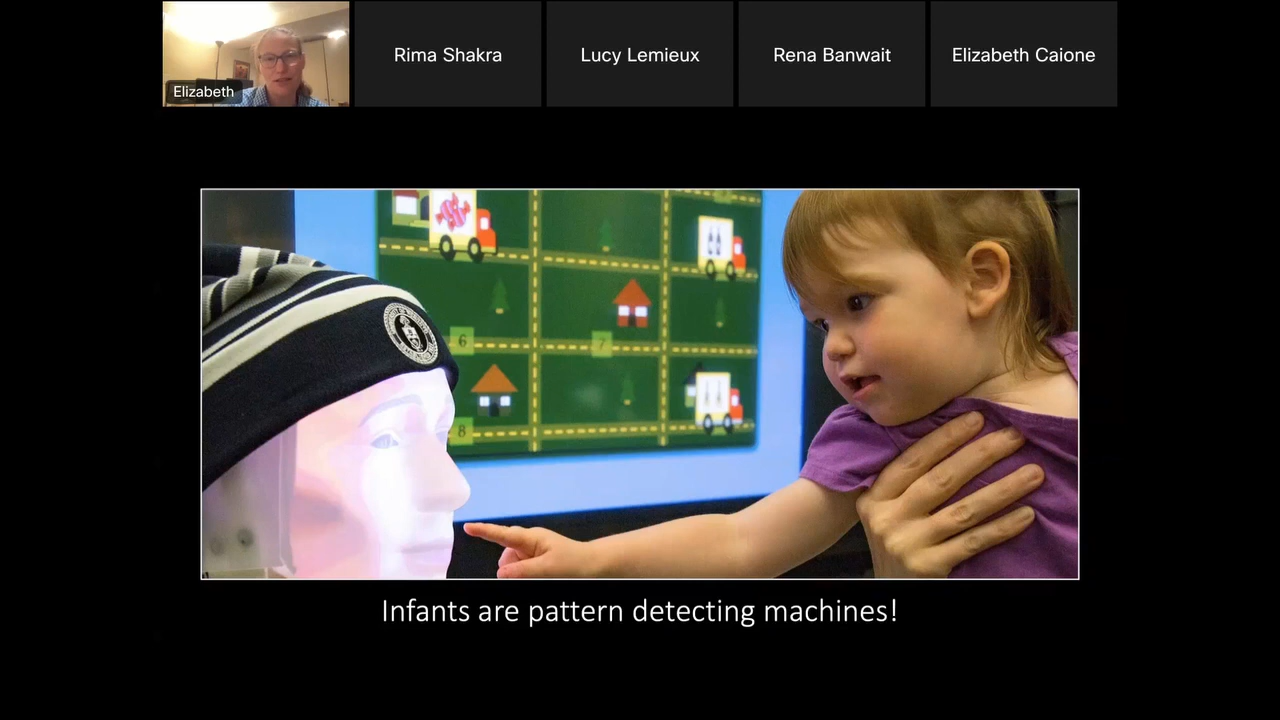 Elizabeth
Rima Shakra
Lucy Lemieux
Rena Banwait
Elizabeth Caione
6
7
8
Infants are pattern detecting machines!